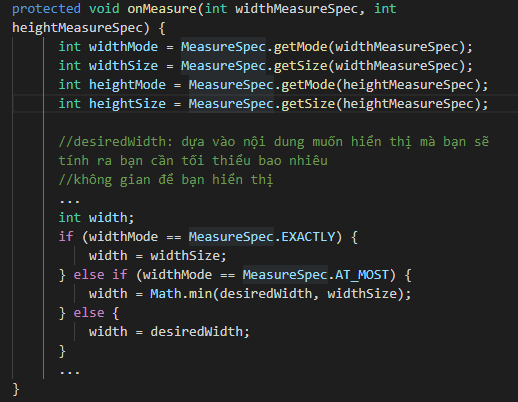 protected void onMeasure(int widthMeasureSpec, int
heightMeasureSpec) {
int widthMode = MeasureSpec.getMode(widthMeasureSpec);
int widthSize = MeasureSpec.getSize(widthMeasureSpec);
int heightMode = MeasureSpec.getMode(heightMeasureSpec);
int heightSize = MeasureSpec.getSize(heightMeasureSpec);
//desiredWidth: dựa vào nội dung muốn hiển thị mà bạn sẽ
tính ra bạn cần tối thiểu bao nhiêu
//không gian để bạn hiển thị
...
int width;
if (widthMode == MeasureSpec.EXACTLY) {
width = widthSize;
} else if (widthMode == MeasureSpec.AT_MOST) {
width = Math.min(desiredWidth, widthSize);
} else {
width = desiredWidth;
}
...
}